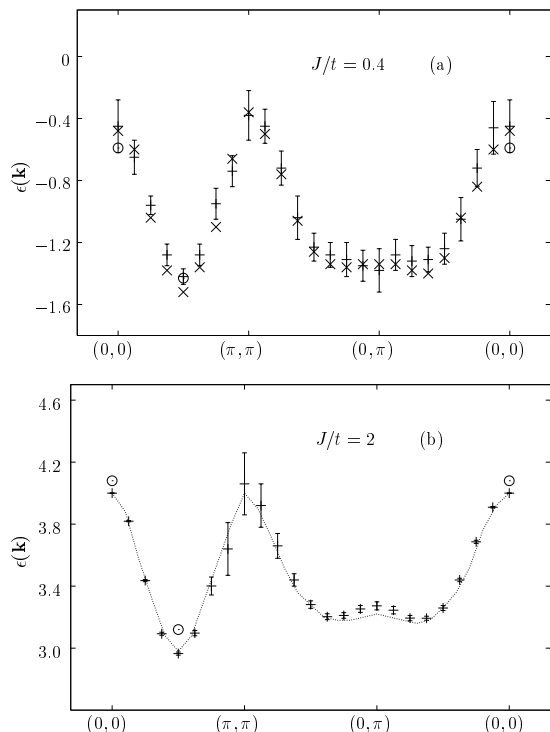 0
J/t = 0.4 (a)
−0.4
−0.8
ϵ(k)
−1.2
−1.6
(0, 0) (π, π) (0, π) (0, 0)
4.6
J/t = 2 (b)
4.2
3.8
ϵ(k)
3.4
3.0
(0, 0) (π, π) (0, π) (0, 0)